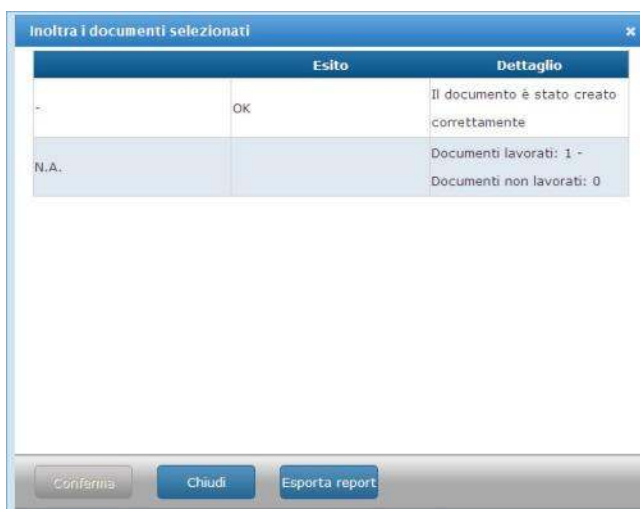 Inoltra i documenti selezionati
Esito Dettaglio
- OK Il documento è stato creato
correttamente
N.A. Documenti lavorati: 1 -
Documenti non lavorati: 0
Conferma Chiudi Esporta report